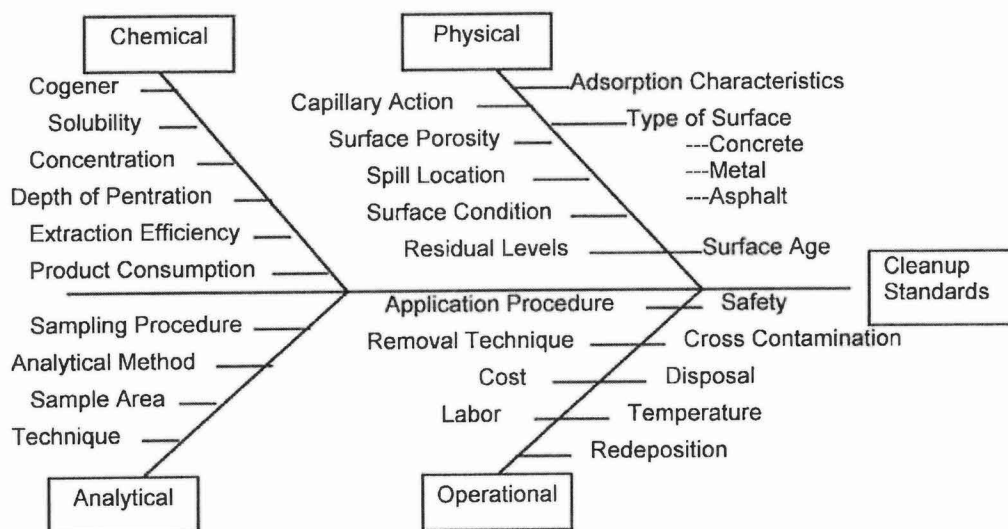 Chemical
Physical
Cogener
Solubility
Concentration
Depth of Pentration
Extraction Efficiency
Product Consumption
Capillary Action
Surface Porosity
Spill Location
Surface Condition
Residual Levels
Adsorption Characteristics
Type of Surface
---Concrete
---Metal
---Asphalt
Surface Age
Cleanup
Standards
Sampling Procedure
Analytical Method
Sample Area
Technique
Application Procedure
Removal Technique
Cost
Labor
Safety
Cross Contamination
Disposal
Temperature
Redeposition
Analytical
Operational